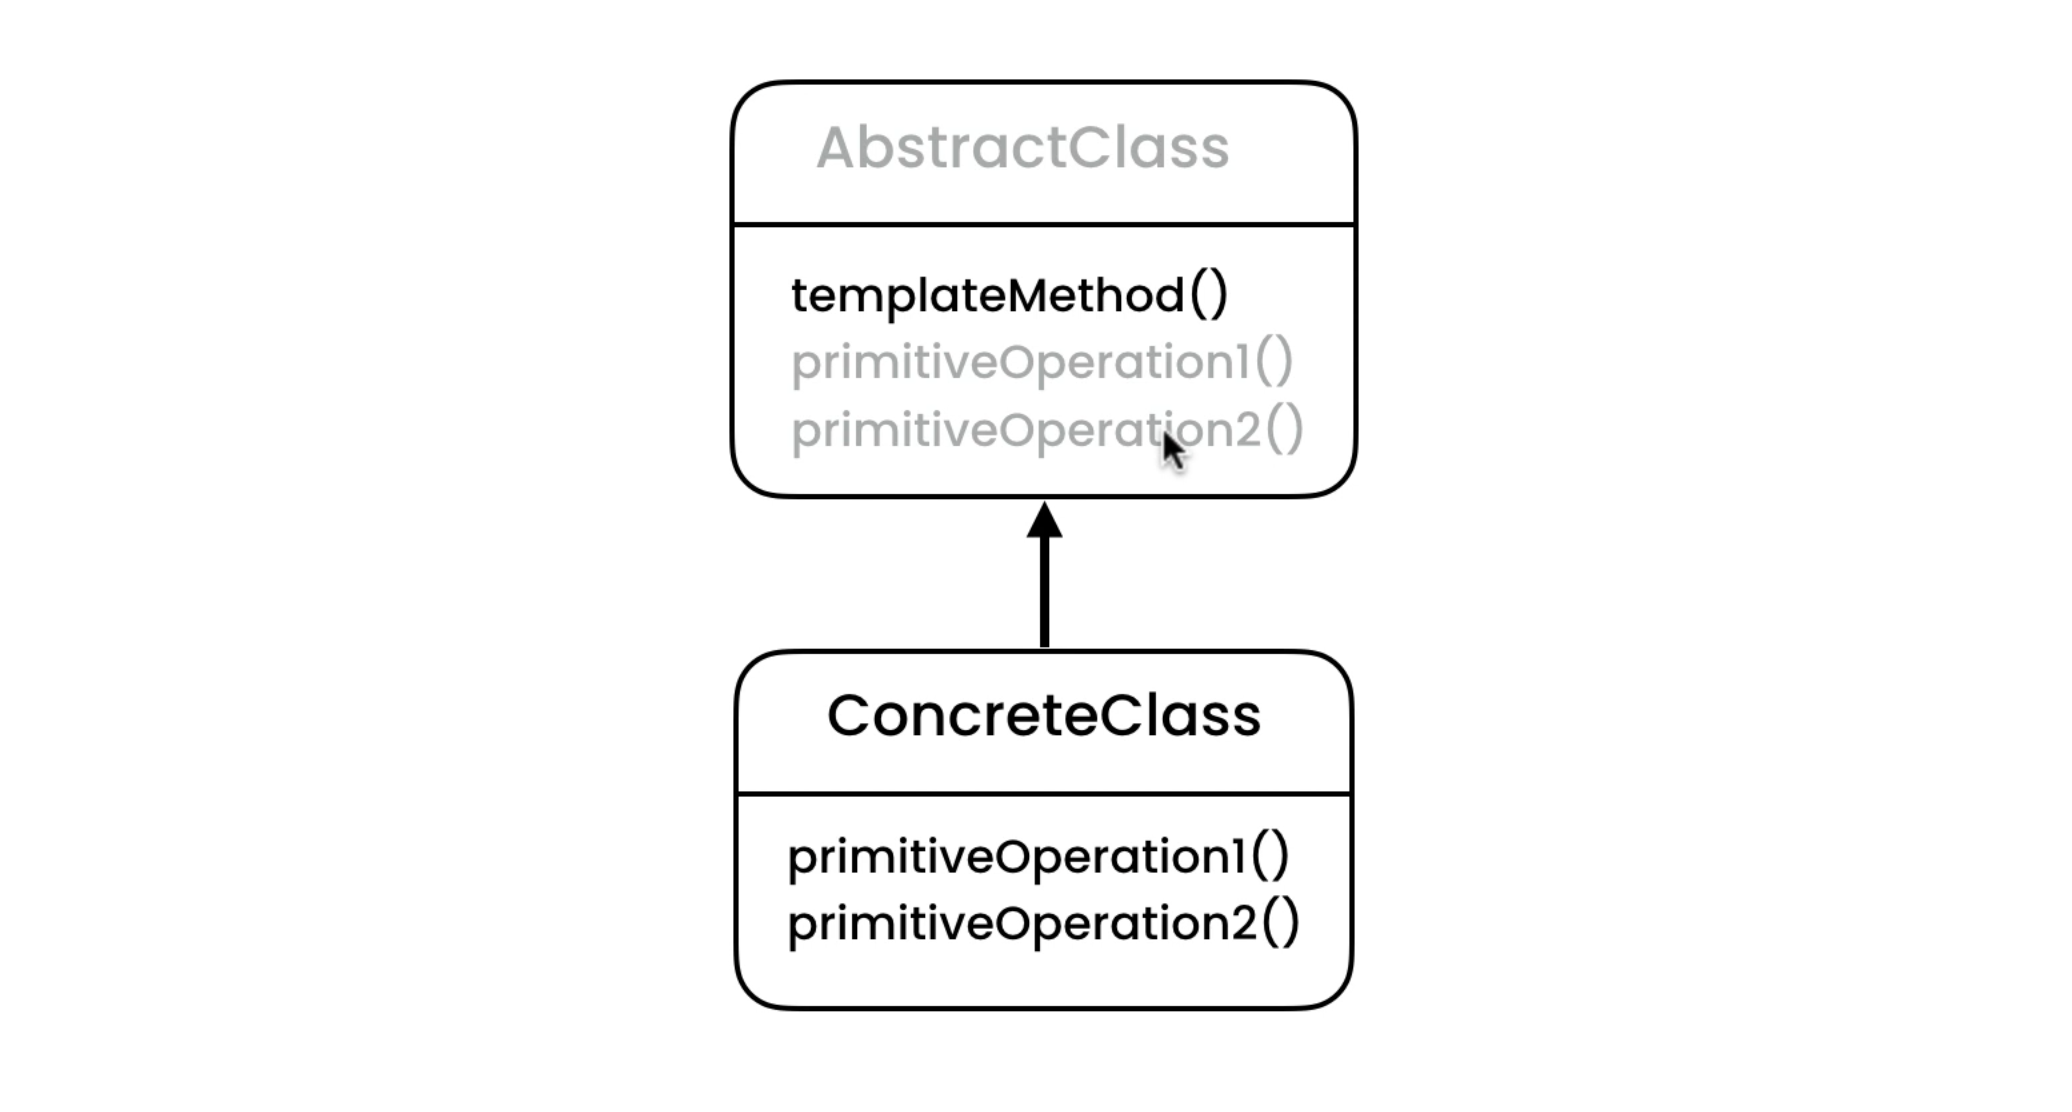 AbstractClass
templateMethod()
primitiveOperation1()
primitiveOperation2()
ConcreteClass
primitiveOperation1()
primitiveOperation2()